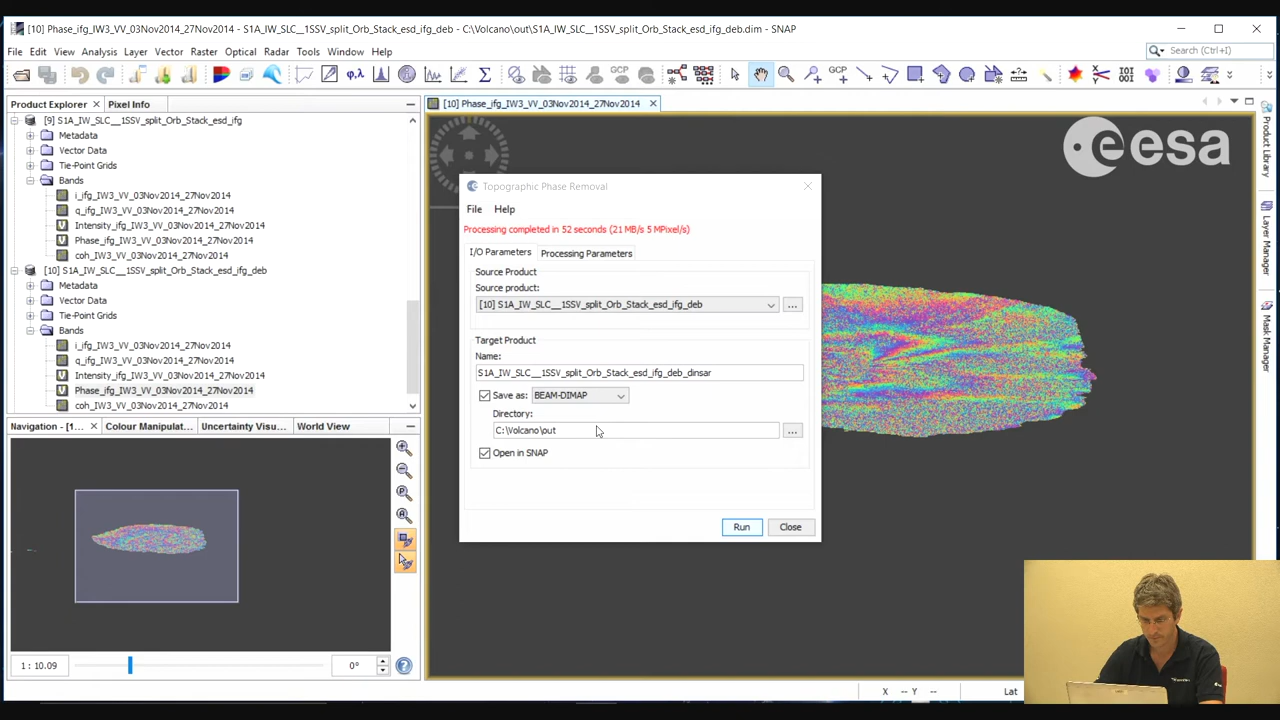 [10] Phase_ifg_IW3_VV_03Nov2014_27Nov2014 - S1A_IW_SLC__1SSV_split_Orb_Stack_esd_ifg_deb - C:\Volcano\out\S1A_IW_SLC__1SSV_split_Orb_Stack_esd_ifg_deb.dim - SNAP
File Edit View Analysis Layer Vector Raster Optical Radar Tools Window Help
Search (Ctrl+I)
GCP
GCP
Product Explorer
Pixel Info
[10] Phase_ifg_IW3_VV_03Nov2014_27Nov2014
[9] S1A_IW_SLC__1SSV_split_Orb_Stack_esd_ifg
Metadata
Vector Data
Tie-Point Grids
Bands
i_ifg_IW3_VV_03Nov2014_27Nov2014
q_ifg_IW3_VV_03Nov2014_27Nov2014
Intensity_ifg_IW3_VV_03Nov2014_27Nov2014
Phase_ifg_IW3_VV_03Nov2014_27Nov2014
coh_IW3_VV_03Nov2014_27Nov2014
[10] S1A_IW_SLC__1SSV_split_Orb_Stack_esd_ifg_deb
Metadata
Vector Data
Tie-Point Grids
Bands
i_ifg_IW3_VV_03Nov2014_27Nov2014
q_ifg_IW3_VV_03Nov2014_27Nov2014
Intensity_ifg_IW3_VV_03Nov2014_27Nov2014
Phase_ifg_IW3_VV_03Nov2014_27Nov2014
coh_IW3_VV_03Nov2014_27Nov2014
Navigation - [1...
Colour Manipulat...
Uncertainty Visu...
World View
1 : 10.09
0°
Topographic Phase Removal
File Help
Processing completed in 52 seconds (21 MB/s 5 MPixel/s)
I/O Parameters
Processing Parameters
Source Product
Source product:
[10] S1A_IW_SLC__1SSV_split_Orb_Stack_esd_ifg_deb
...
Target Product
Name:
S1A_IW_SLC__1SSV_split_Orb_Stack_esd_ifg_deb_dinsar
Save as: BEAM-DIMAP
Directory:
C:\Volcano\out
...
Open in SNAP
Run
Close
esa
Product Library
Layer Manager
Mask Manager
X -- Y --
Lat